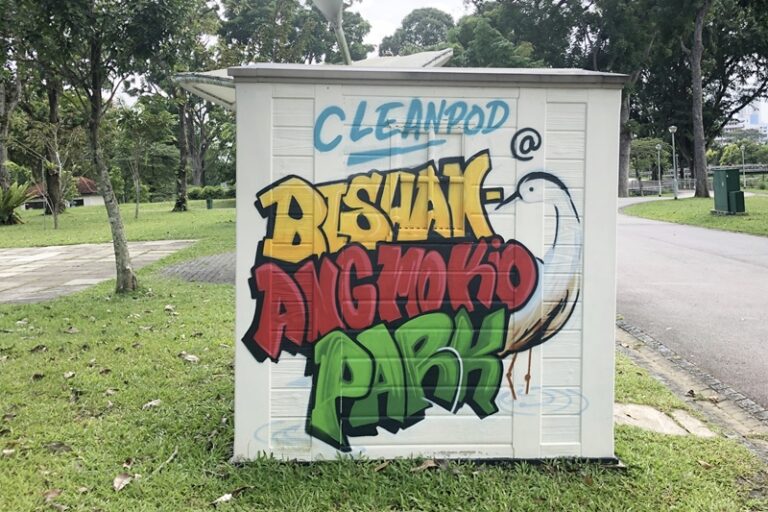 CLEANPOD
@
BISHAN-
ANG MO KiO
PARK